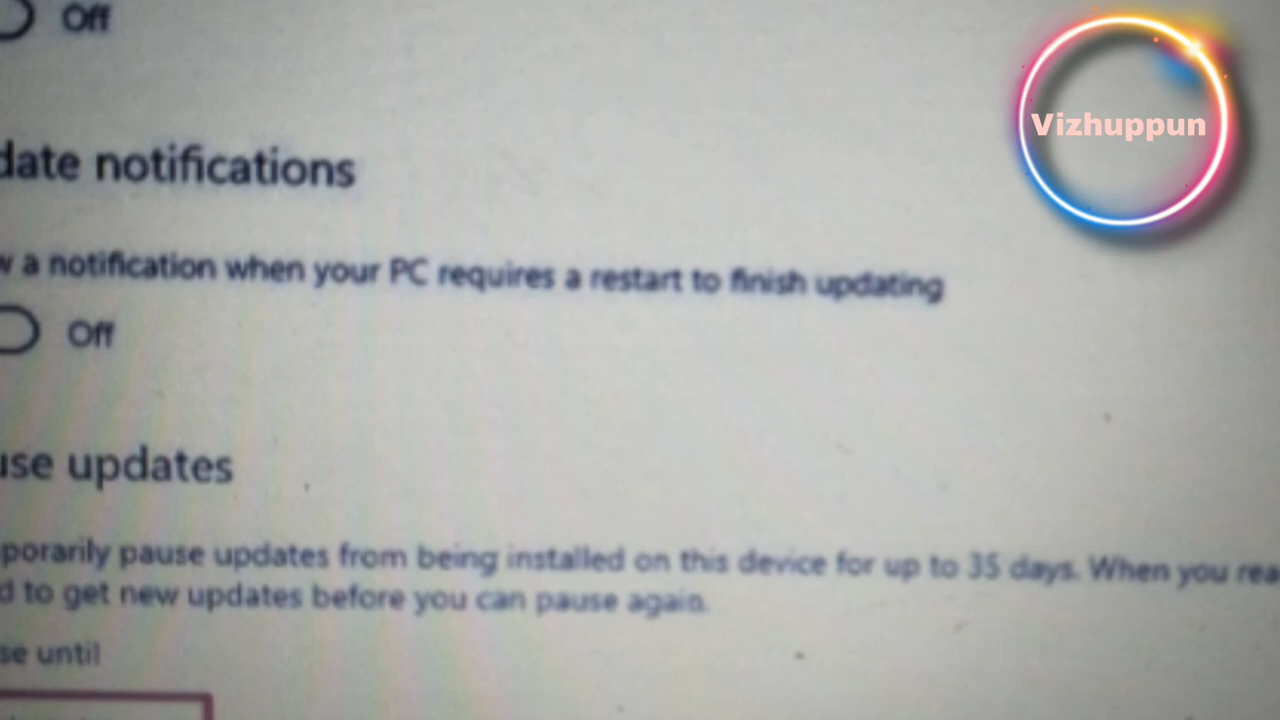 Off
Vizhuppun
date notifications
w a notification when your PC requires a restart to finish updating
Off
use updates
porarily pause updates from being installed on this device for up to 35 days. When you rea
d to get new updates before you can pause again.
se until